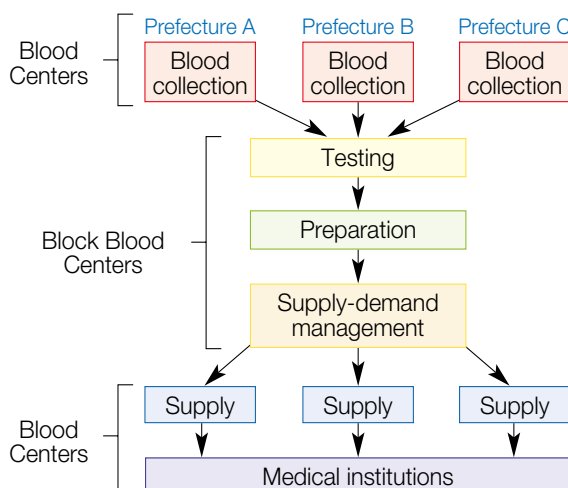 Prefecture A
Prefecture B
Prefecture C
Blood
Centers
Blood
collection
Blood
collection
Blood
collection
Testing
Block Blood
Centers
Preparation
Supply-demand
management
Blood
Centers
Supply
Supply
Supply
Medical institutions